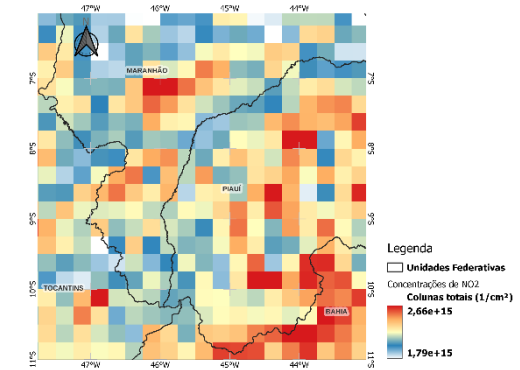 47°W 46°W 45°W 44°W
MARANHÃO
7°S 7°S
8°S 8°S
PIAUÍ
9°S 9°S
TOCANTINS
10°S 10°S
BAHIA
11°S 11°S
47°W 46°W 45°W 44°W
Legenda
Unidades Federativas
Concentrações de NO2
Colunas totais (1/cm²)
2,66e+15
1,79e+15